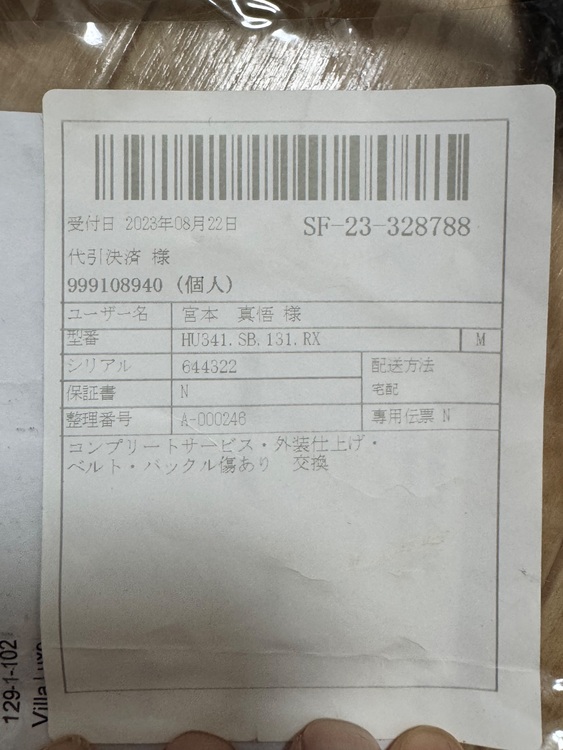 受付日 2023年08月22日 SF-23-328788
代引決済 様
999108940 (個人)
ユーザー名 宮本 真悟 様
型番 HU341.SB.131.RX M
シリアル 644322 配送方法
保証書 N 宅配
整理番号 A-000246 専用伝票 N
コンプリートサービス・外装仕上げ・
ベルト・バックル傷あり 交換
129-1-102
Villa Luxe